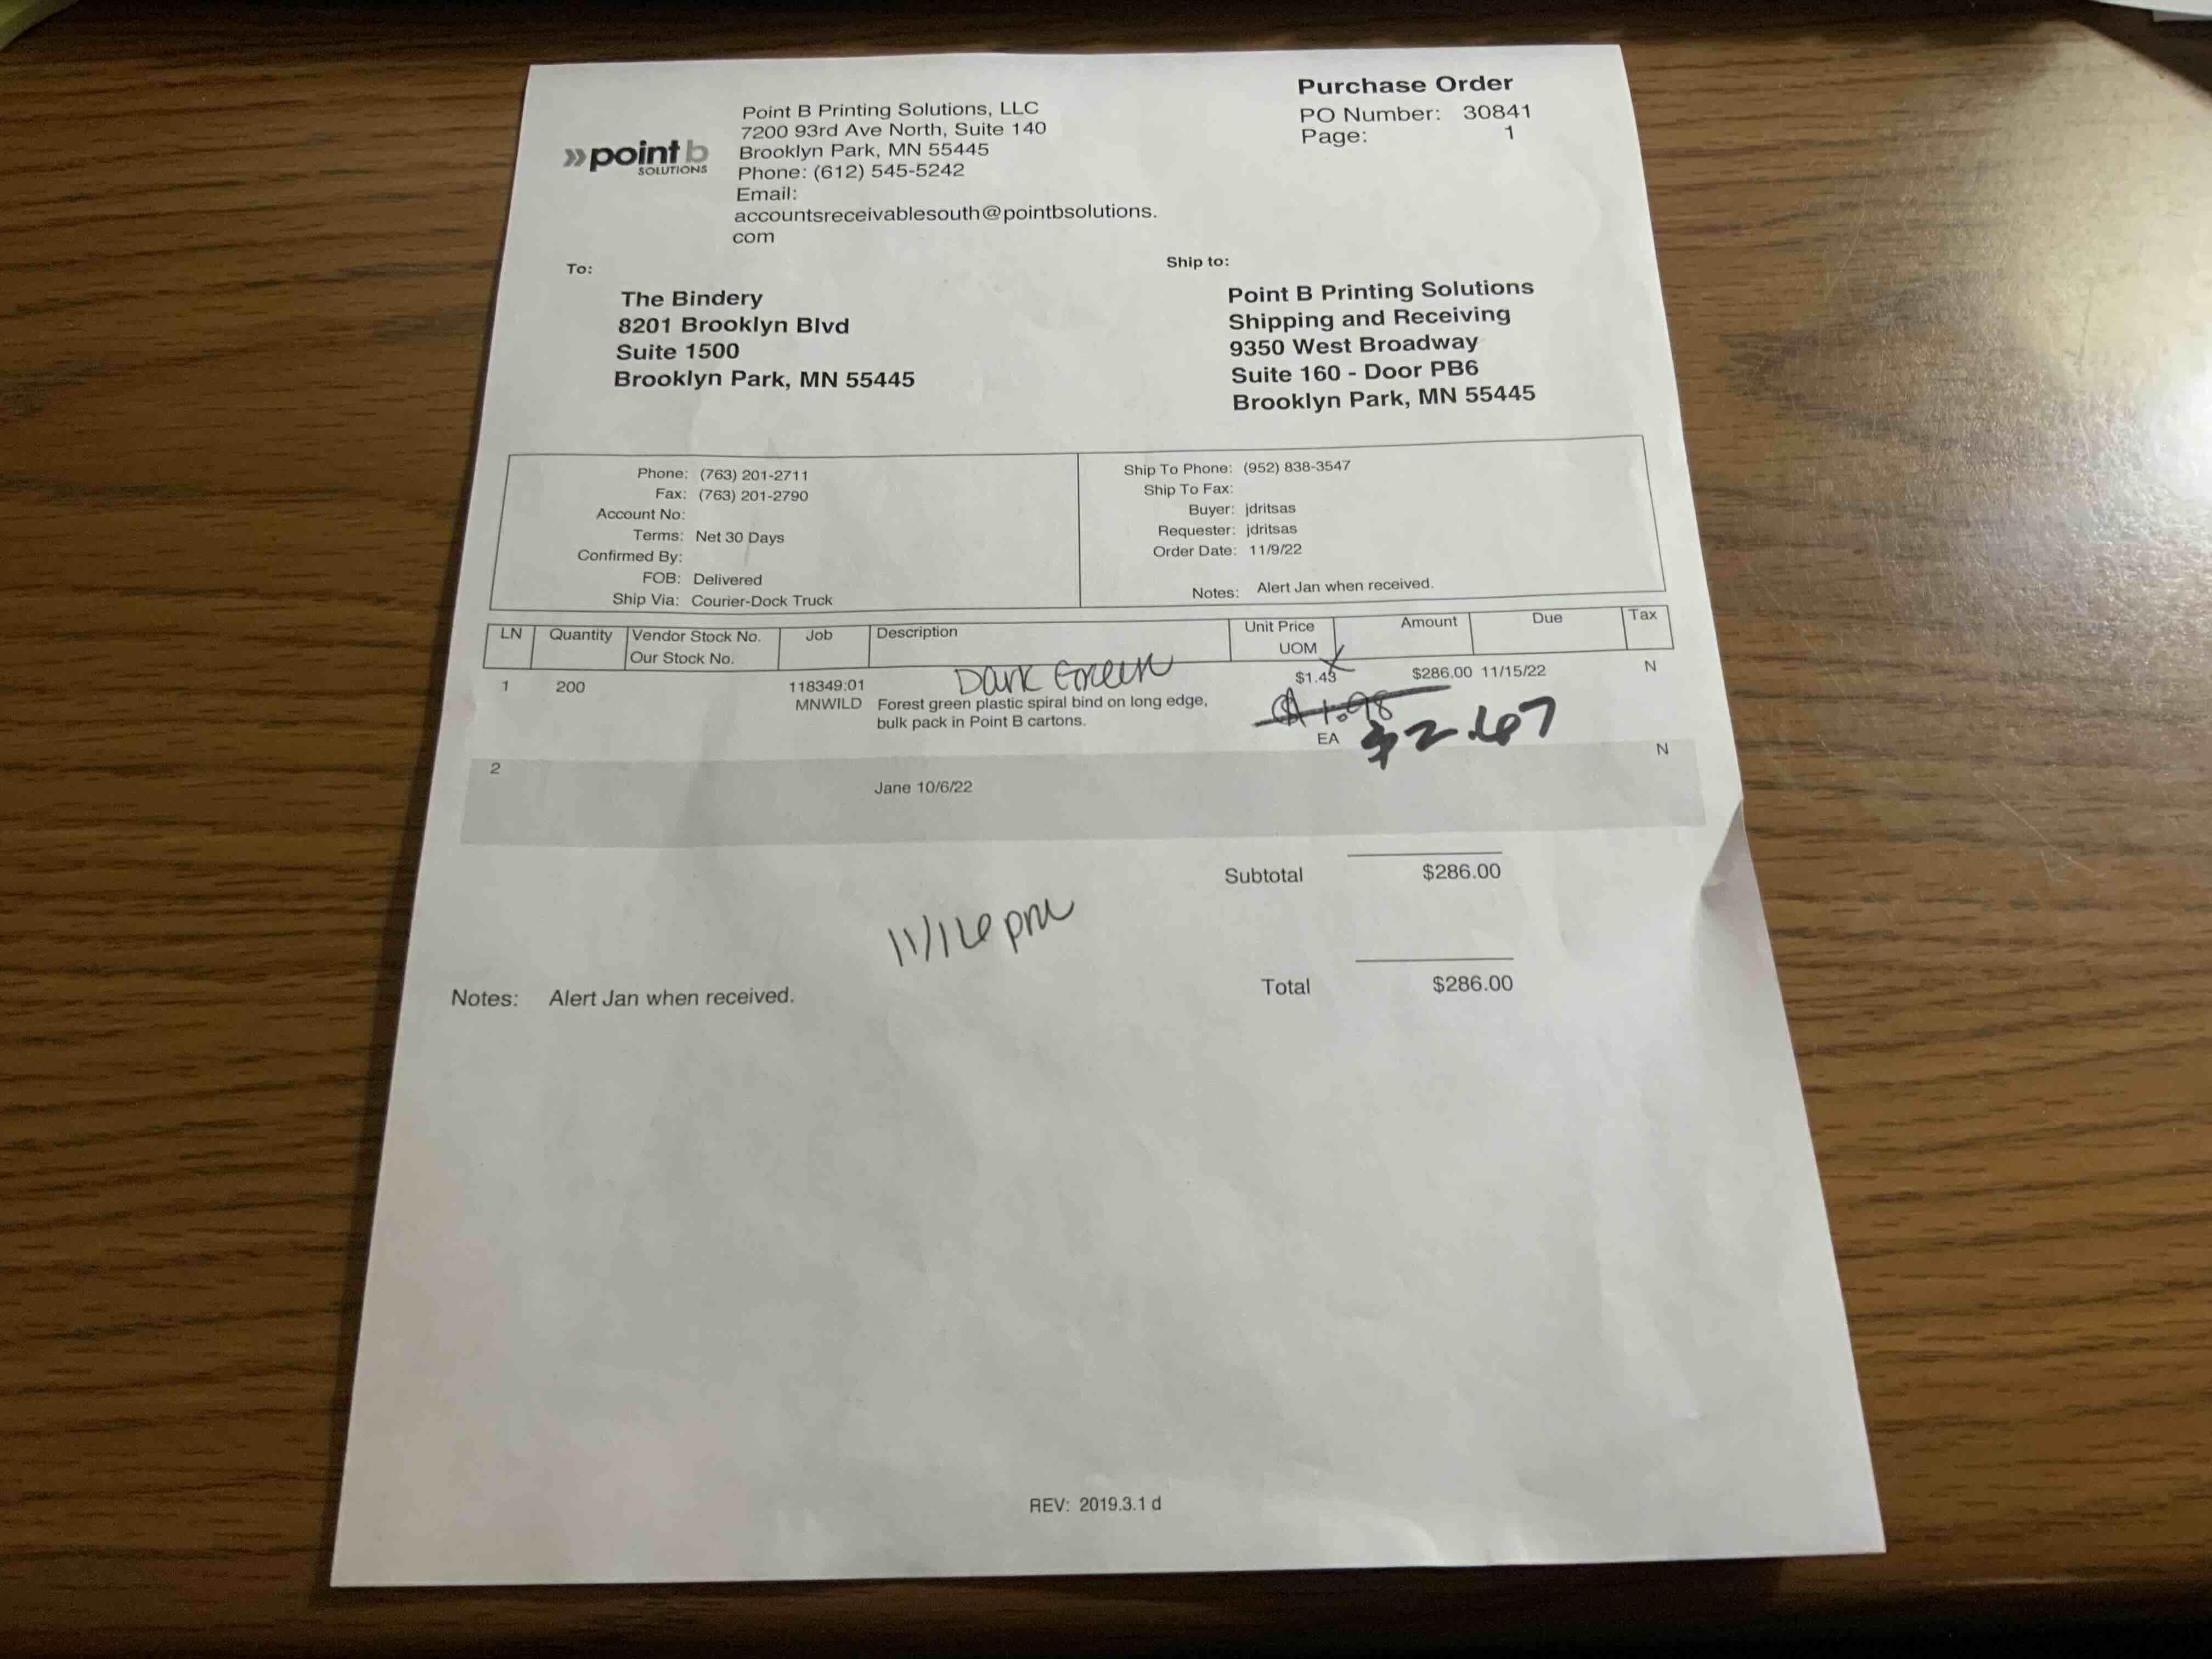 Purchase Order
PO Number: 30841
Page: 1
»pointb
SOLUTIONS
Point B Printing Solutions, LLC
7200 93rd Ave North, Suite 140
Brooklyn Park, MN 55445
Phone: (612) 545-5242
Email:
accountsreceivablesouth@pointbsolutions.
com
To:
The Bindery
8201 Brooklyn Blvd
Suite 1500
Brooklyn Park, MN 55445
Ship to:
Point B Printing Solutions
Shipping and Receiving
9350 West Broadway
Suite 160 - Door PB6
Brooklyn Park, MN 55445
Phone: (763) 201-2711
Fax: (763) 201-2790
Account No:
Terms: Net 30 Days
Confirmed By:
FOB: Delivered
Ship Via: Courier-Dock Truck
Ship To Phone: (952) 838-3547
Ship To Fax:
Buyer: jdritsas
Requester: jdritsas
Order Date: 11/9/22
Notes: Alert Jan when received.
LN Quantity Vendor Stock No. Job Description Unit Price Amount Due Tax
Our Stock No. UOM
Dark Green
1 200 118349:01 $1.43 $286.00 11/15/22 N
MNWILD Forest green plastic spiral bind on long edge, $1.98
bulk pack in Point B cartons. EA $2.67
2 N
Jane 10/6/22
Subtotal $286.00
11/16 pm
Total $286.00
Notes: Alert Jan when received.
REV: 2019.3.1 d